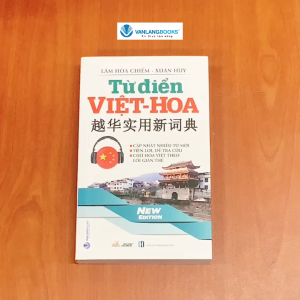 VANLANGBOOKS
LÂM HÒA CHIẾM - XUÂN HUY
Từ điển
VIỆT-HOA
越华实用新词典
CẬP NHẬT NHIỀU TỪ MỚI
TIỆN LỢI, DỄ TRA CỨU
CHỮ HOA VIẾT THEO
LỐI GIẢN THỂ
NEW
EDITION